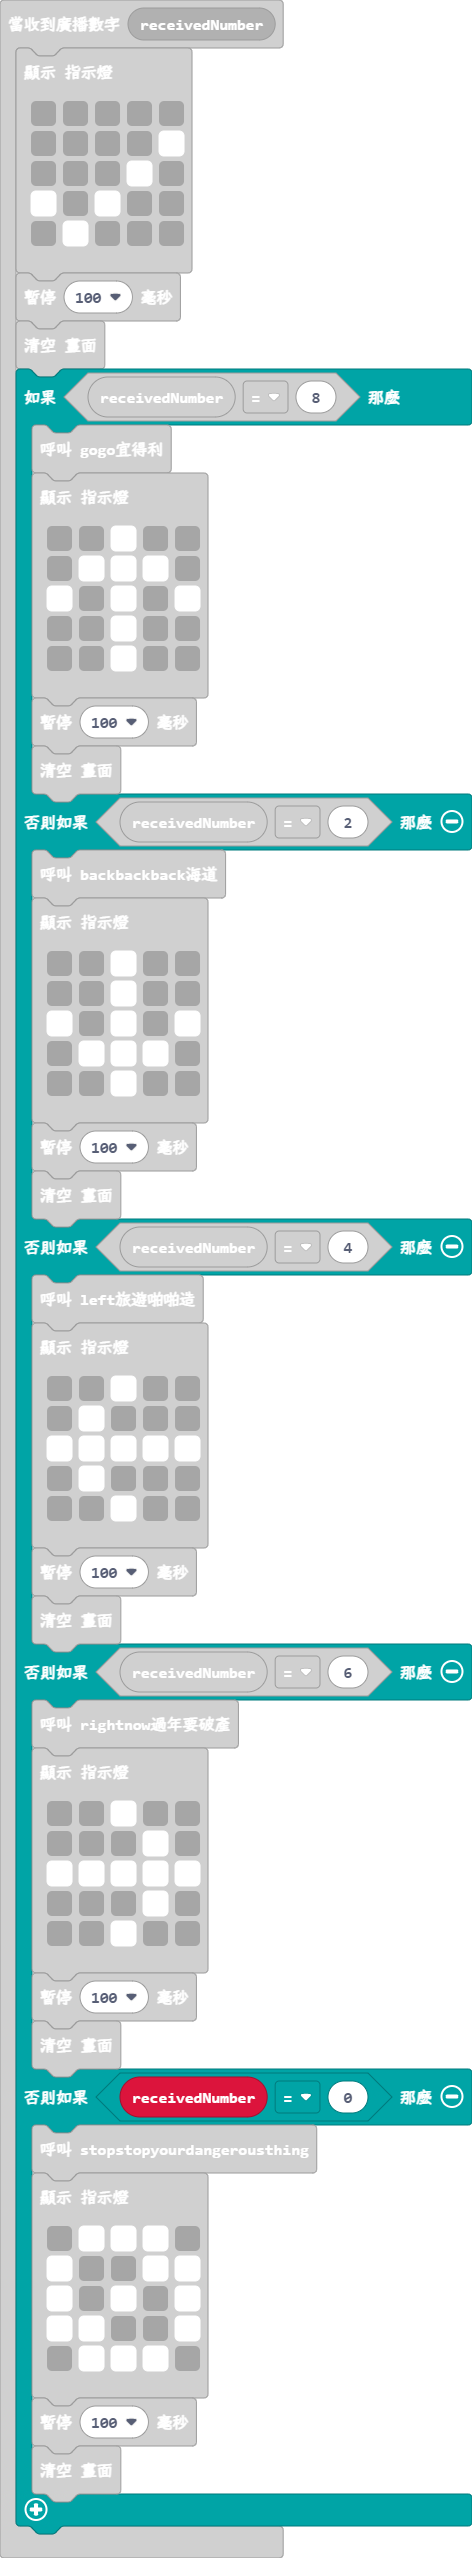 當收到廣播數字 receivedNumber
顯示 指示燈
暫停 100 毫秒
清空 畫面
如果 receivedNumber = 8 那麼
呼叫 gogo宜得利
顯示 指示燈
暫停 100 毫秒
清空 畫面
否則如果 receivedNumber = 2 那麼
呼叫 backbackback海道
顯示 指示燈
暫停 100 毫秒
清空 畫面
否則如果 receivedNumber = 4 那麼
呼叫 left旅遊啪啪造
顯示 指示燈
暫停 100 毫秒
清空 畫面
否則如果 receivedNumber = 6 那麼
呼叫 rightnow過年要破產
顯示 指示燈
暫停 100 毫秒
清空 畫面
否則如果 receivedNumber = 0 那麼
呼叫 stopstopyourdangerousthing
顯示 指示燈
暫停 100 毫秒
清空 畫面